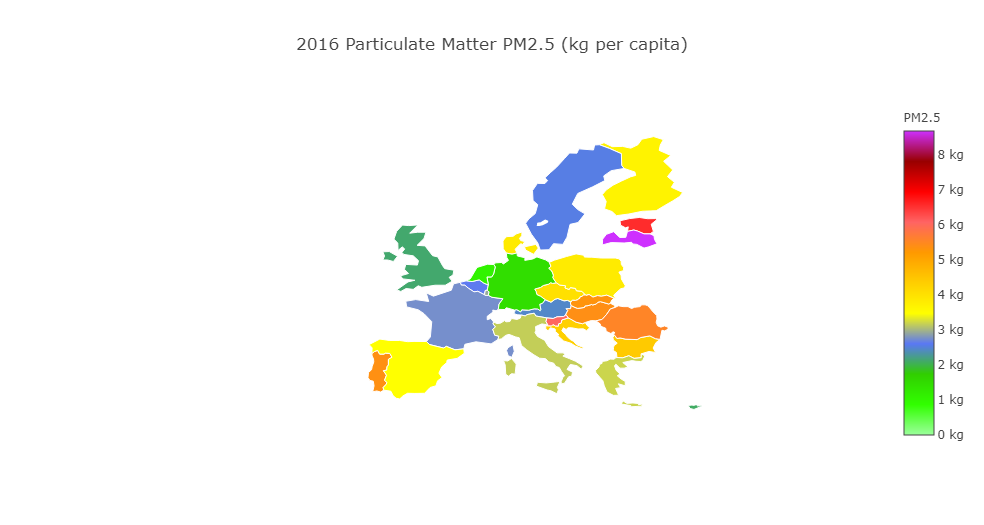 2016 Particulate Matter PM2.5 (kg per capita)
PM2.5
8 kg
7 kg
6 kg
5 kg
4 kg
3 kg
2 kg
1 kg
0 kg